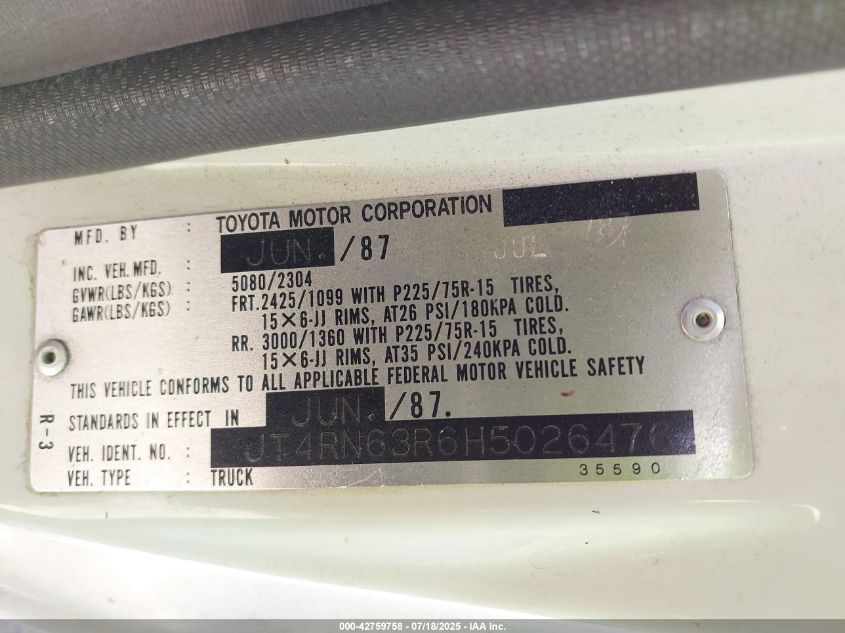 MFD. BY : TOYOTA MOTOR CORPORATION
JUN. /87 JUL /87
INC. VEH. MFD. :
GVWR(LBS/KGS) : 5080/2304
GAWR(LBS/KGS) : FRT. 2425/1099 WITH P225/75R-15 TIRES,
15×6-JJ RIMS, AT26 PSI/180KPA COLD.
RR. 3000/1360 WITH P225/75R-15 TIRES,
15×6-JJ RIMS, AT35 PSI/240KPA COLD.
THIS VEHICLE CONFORMS TO ALL APPLICABLE FEDERAL MOTOR VEHICLE SAFETY
STANDARDS IN EFFECT IN JUN. /87.
VEH. IDENT. NO. : JT4RN63R6H5026476
VEH. TYPE : TRUCK 35590
R-3
000-42759758 - 07/18/2025 - IAA Inc.